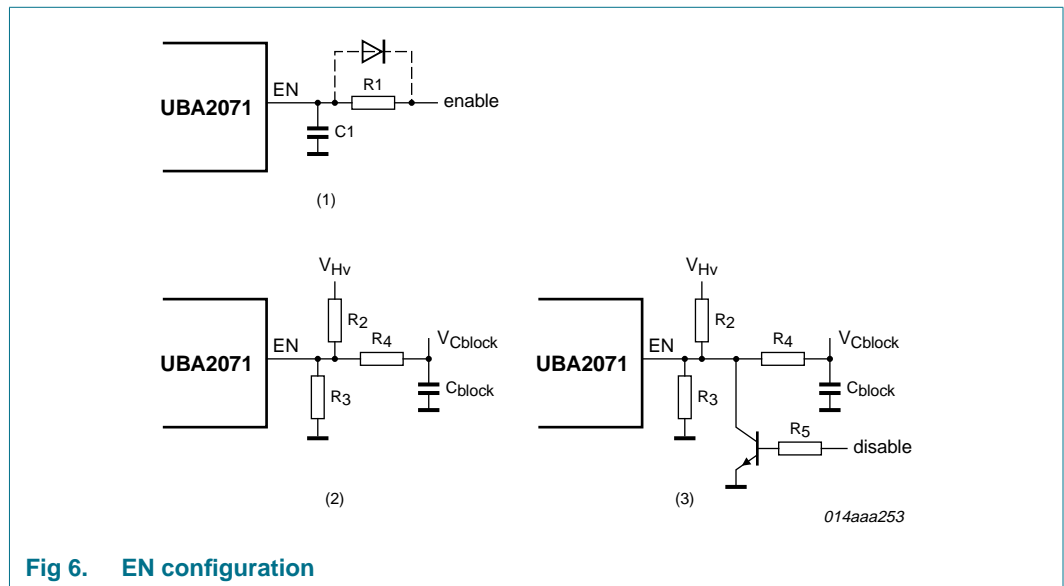 UBA2071
EN
R1
enable
C1
(1)
VHv
R2
R4
VCblock
UBA2071
EN
R3
Cblock
(2)
VHv
R2
R4
VCblock
UBA2071
EN
R3
Cblock
R5
disable
(3)
014aaa253
Fig 6. EN configuration